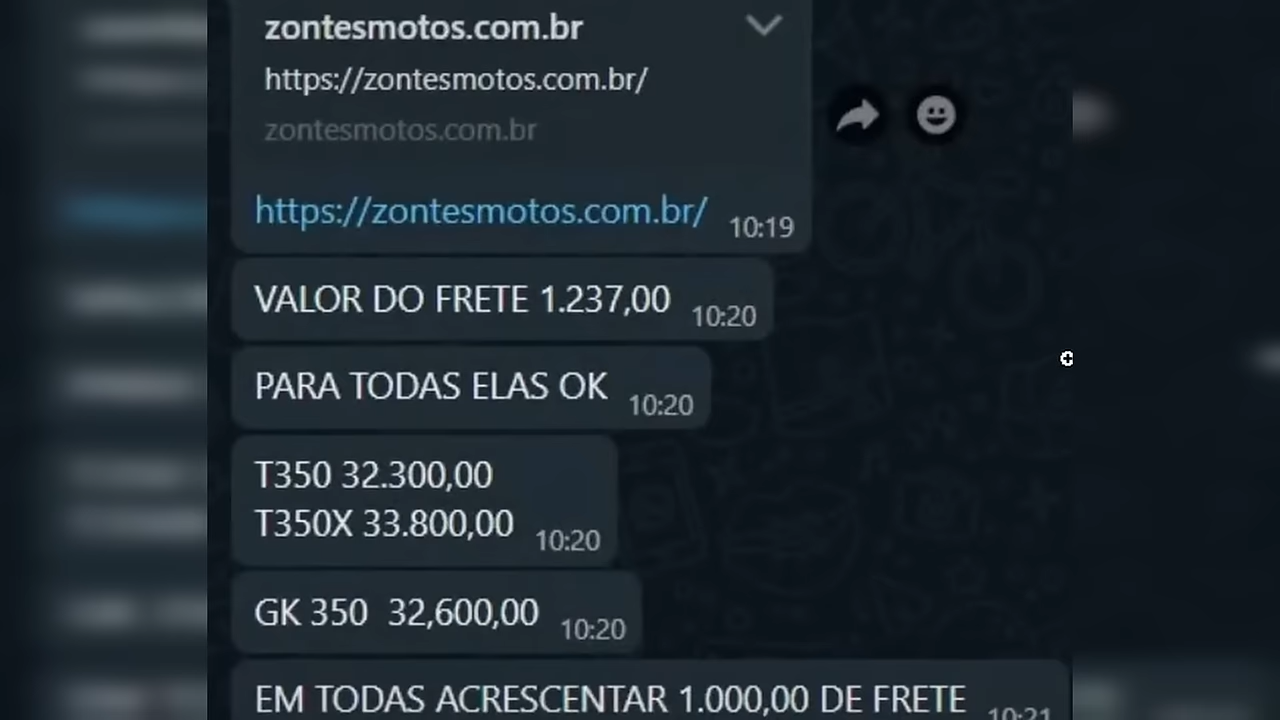 zontesmotos.com.br
https://zontesmotos.com.br/
zontesmotos.com.br
https://zontesmotos.com.br/ 10:19
VALOR DO FRETE 1.237,00 10:20
PARA TODAS ELAS OK 10:20
T350 32.300,00
T350X 33.800,00 10:20
GK 350  32,600,00 10:20
EM TODAS ACRESCENTAR 1.000,00 DE FRETE 10:21